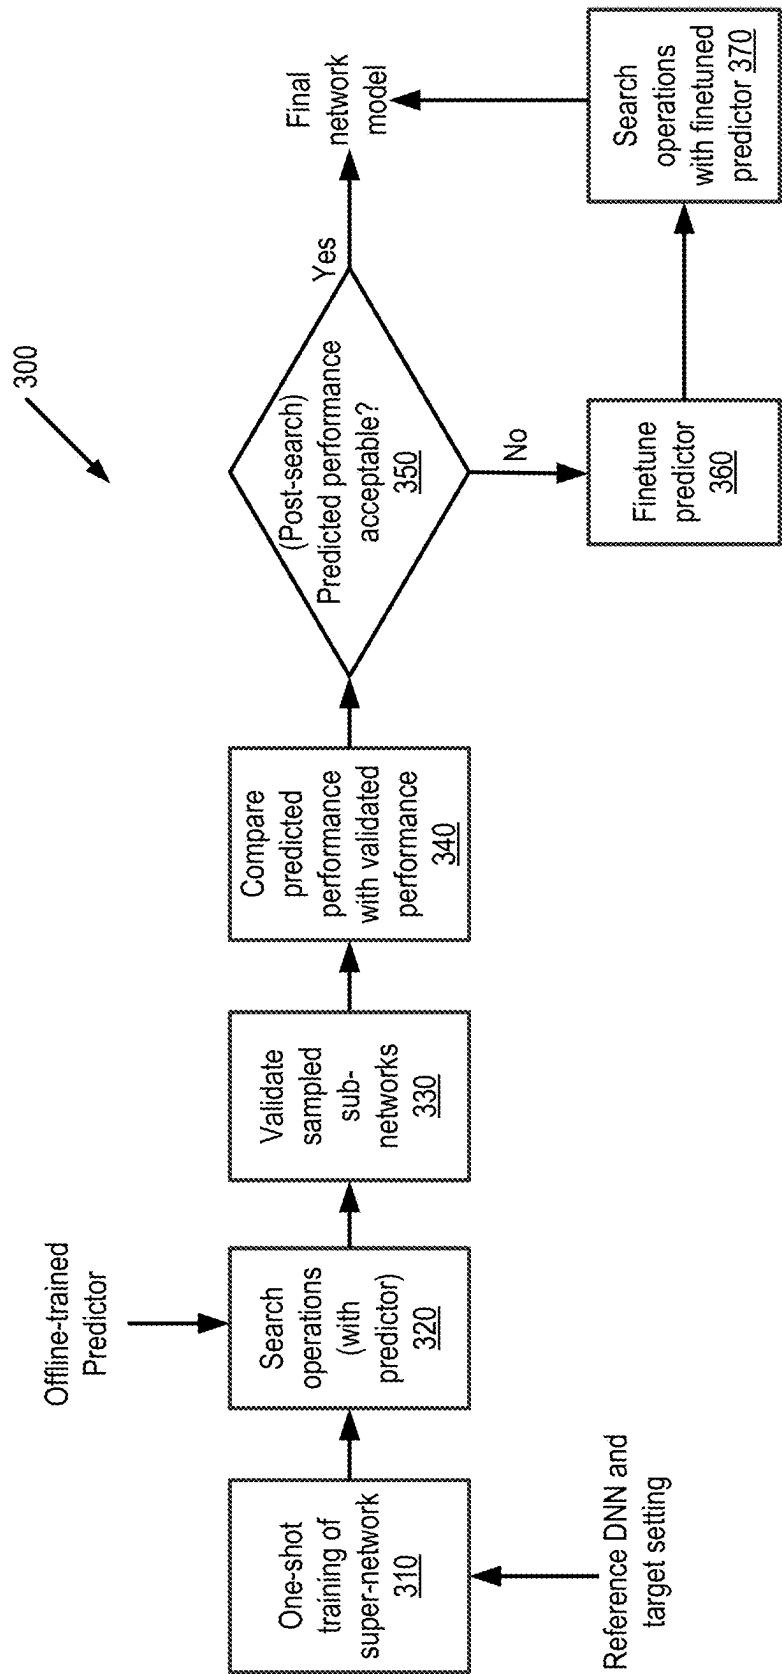 300
Offline-trained
Predictor
One-shot
training of
super-network
310
Reference DNN and
target setting
Search
operations
(with
predictor)
320
Validate
sampled
sub-
networks
330
Compare
predicted
performance
with validated
performance
340
(Post-search)
Predicted performance
acceptable?
350
Yes
Final
network
model
No
Finetune
predictor
360
Search
operations
with finetuned
predictor 370